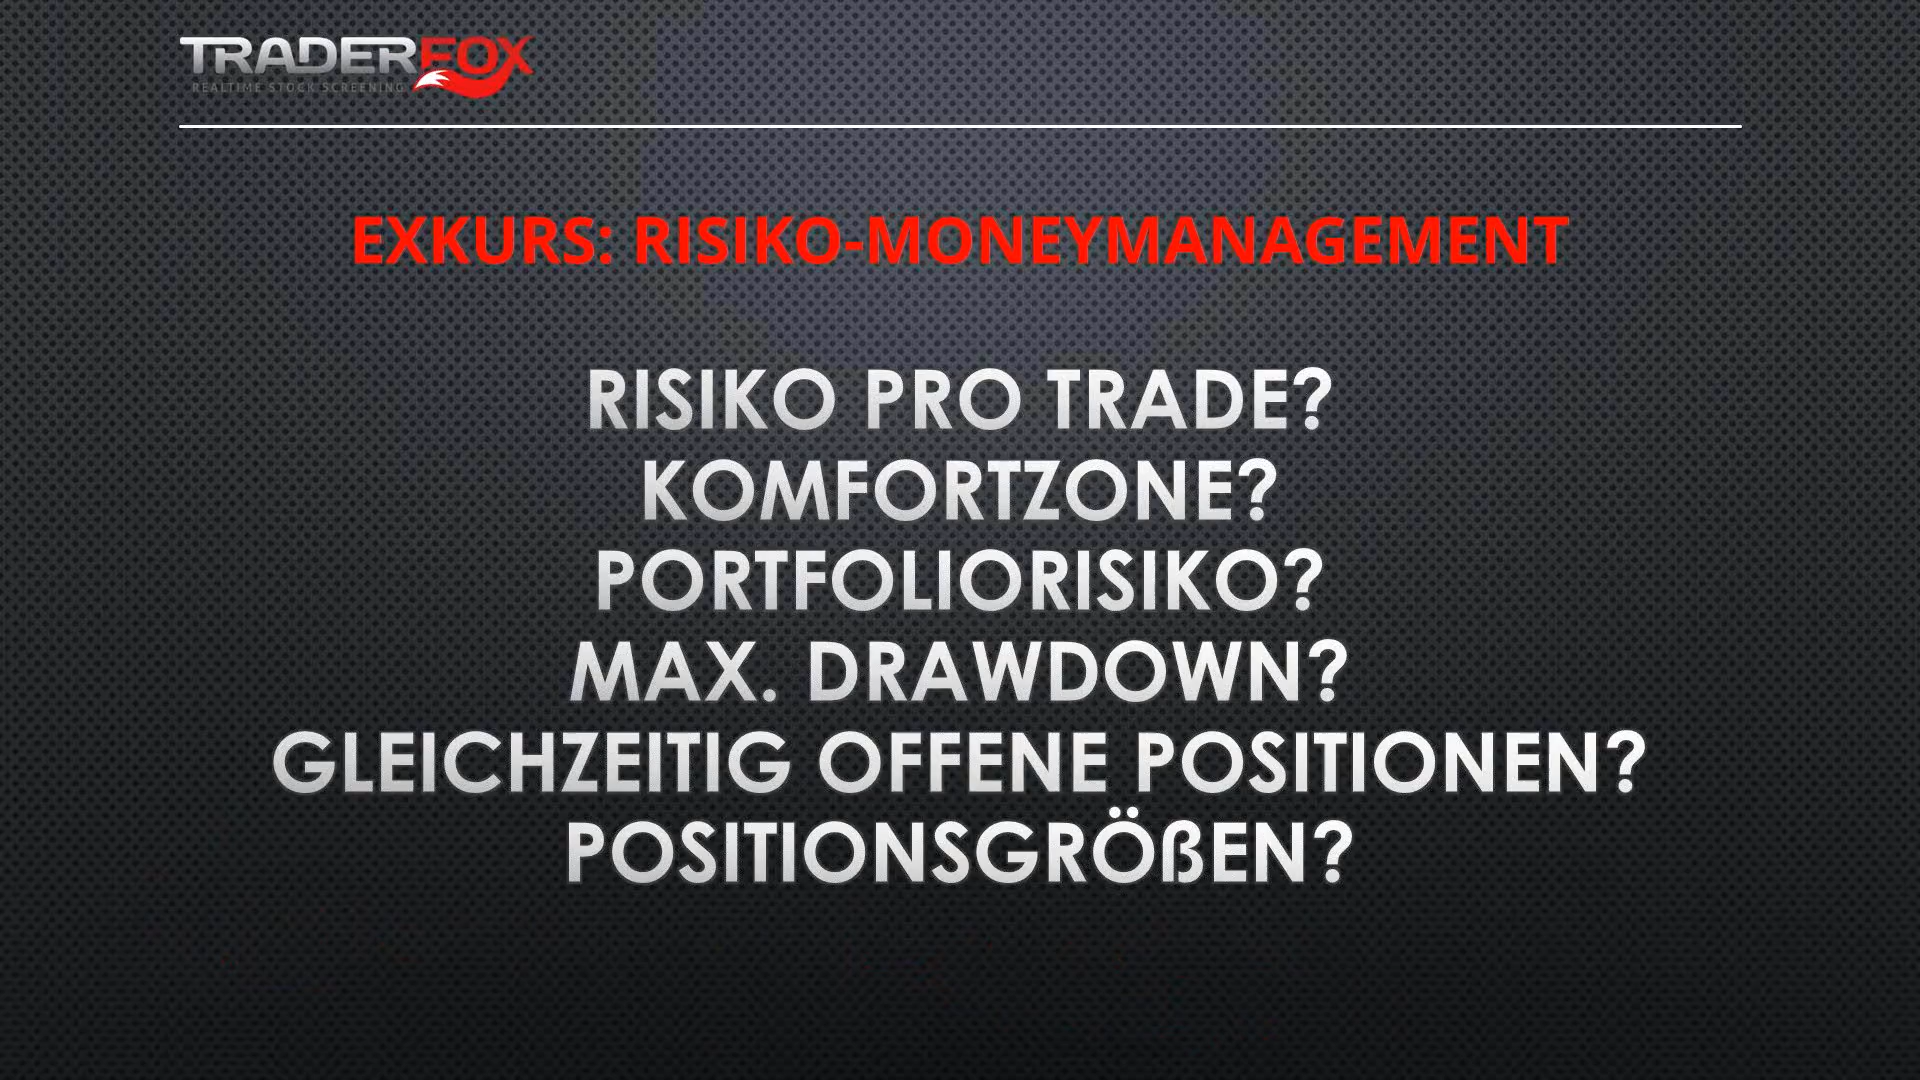 TRADERFOX
REALTIME STOCK SCREENING
EXKURS: RISIKO-MONEYMANAGEMENT
RISIKO PRO TRADE?
KOMFORTZONE?
PORTFOLIORISIKO?
MAX. DRAWDOWN?
GLEICHZEITIG OFFENE POSITIONEN?
POSITIONSGRÖßEN?